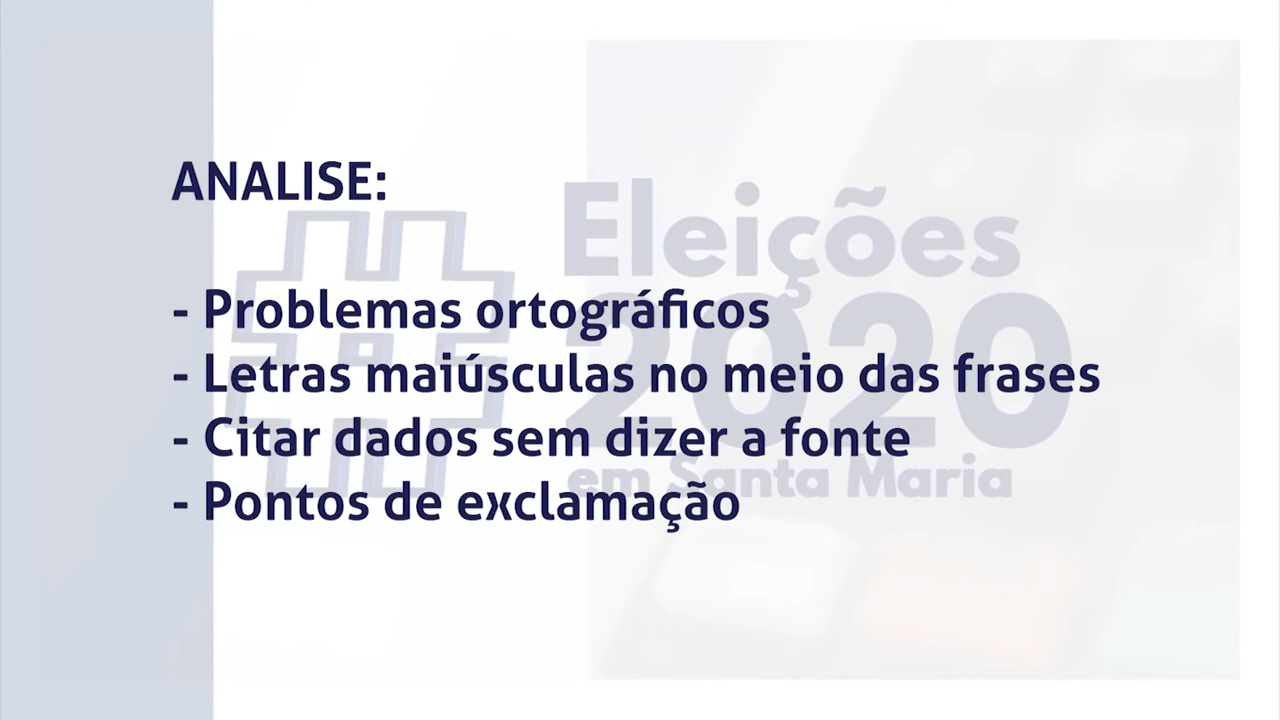 ANALISE:
- Problemas ortográficos
- Letras maiúsculas no meio das frases
- Citar dados sem dizer a fonte
- Pontos de exclamação
# Eleições
2020
em Santa Maria